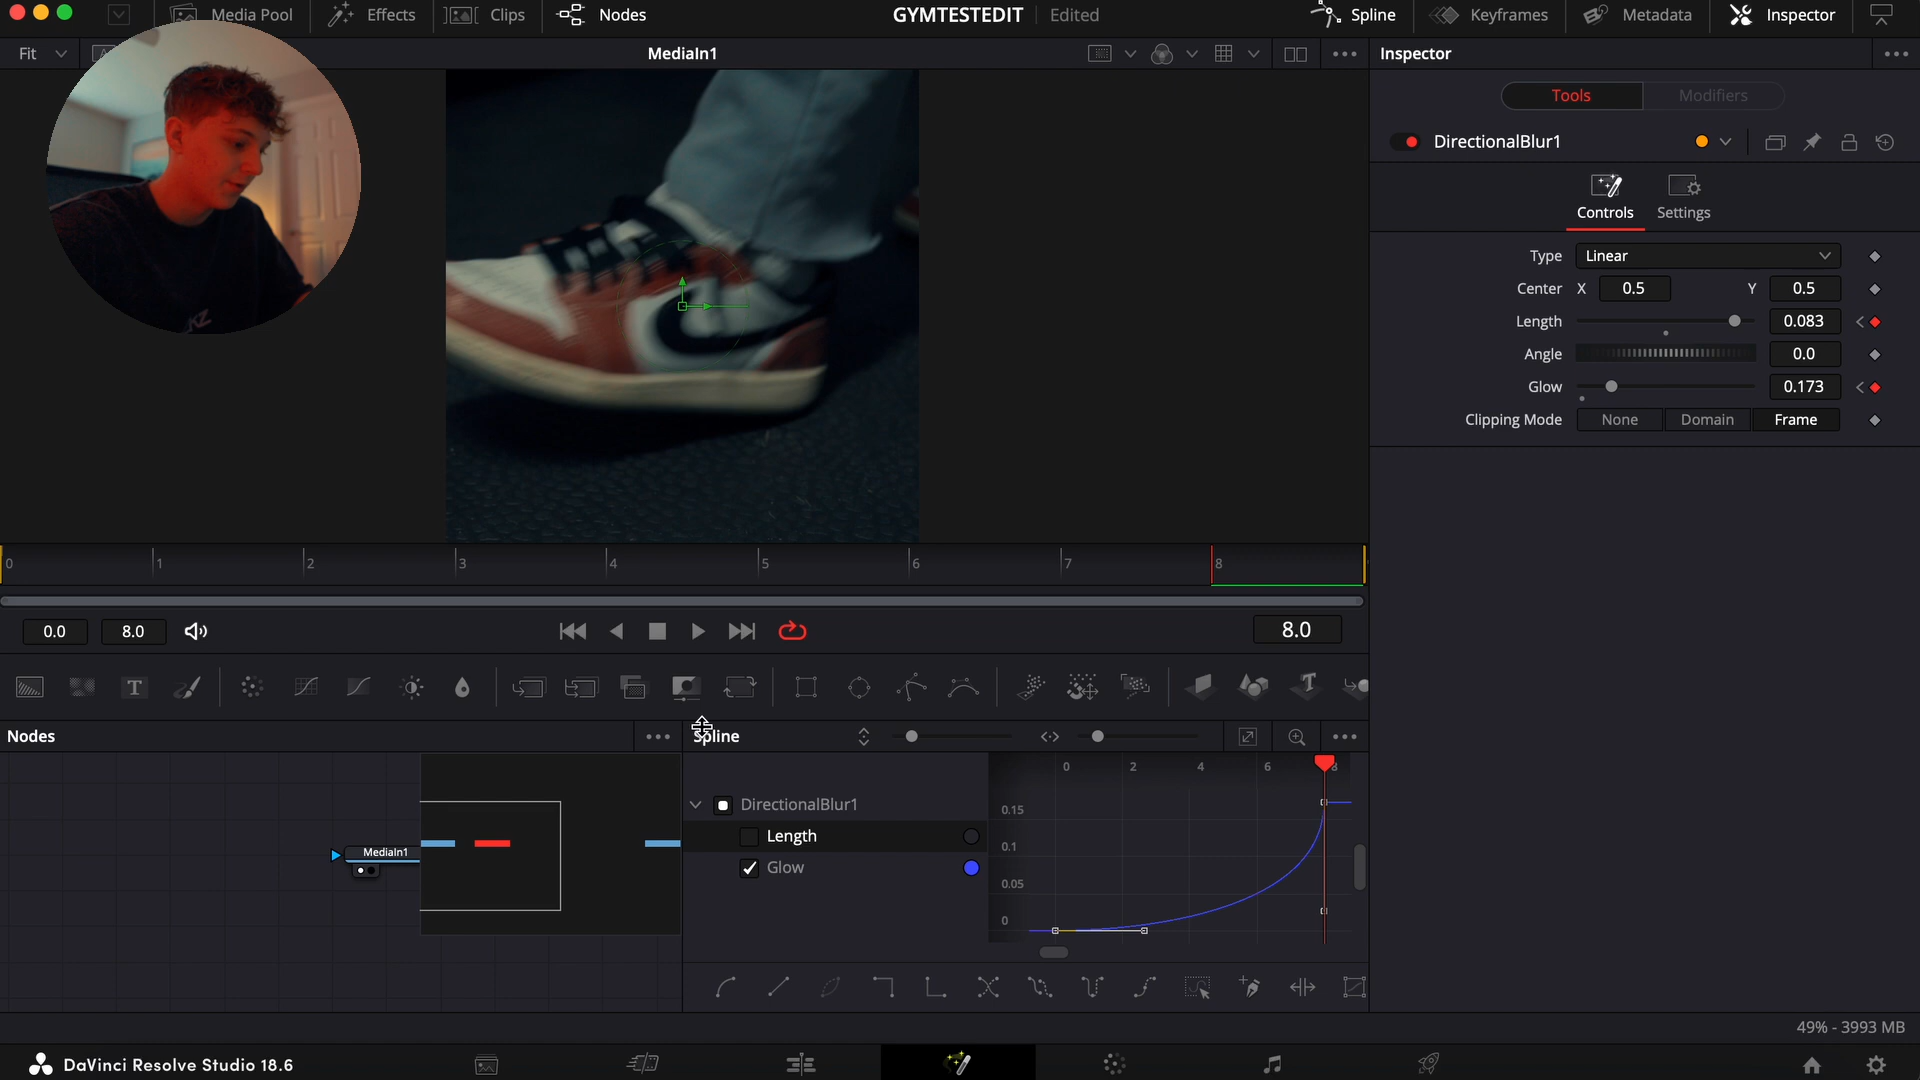 Media Pool
Effects
Clips
Nodes
GYMTESTEDIT
Edited
Spline
Keyframes
Metadata
Inspector
Fit
MediaIn1
Inspector
Tools
Modifiers
DirectionalBlur1
Controls
Settings
Type
Linear
Center
X
0.5
Y
0.5
Length
0.083
Angle
0.0
Glow
0.173
Clipping Mode
None
Domain
Frame
0
1
2
3
4
5
6
7
8
0.0
8.0
8.0
Nodes
Spline
0
2
4
6
8
DirectionalBlur1
Length
Glow
0.15
0.1
0.05
0
MediaIn1
49% - 3993 MB
DaVinci Resolve Studio 18.6